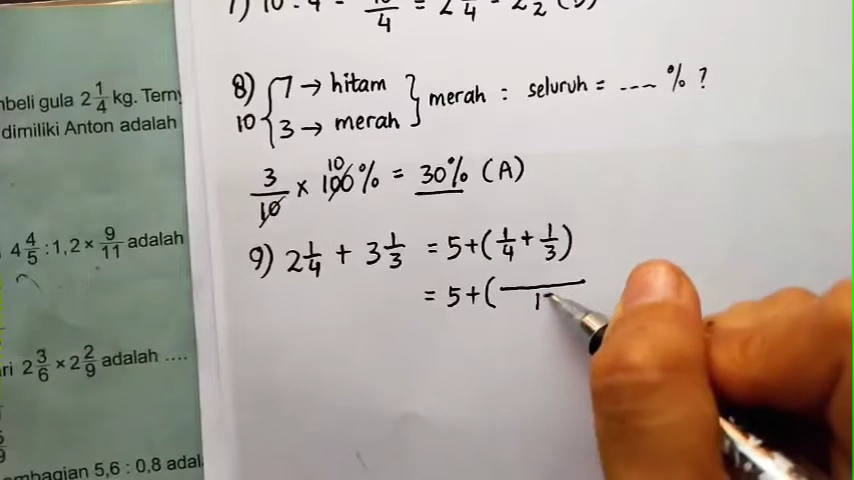 mbeli gula 2 1/4 kg. Terny
dimiliki Anton adalah
4 4/5 : 1,2 × 9/11 adalah
ri 2 3/6 × 2 2/9 adalah ....
embagian 5,6 : 0,8 adal
7) 10 : 4 = 10/4 = 2 2/4 = 2 1/2 (B)
8) 10 { 7 → hitam
3 → merah } merah : seluruh = ---- % ?
3/10 × 100% = 30% (A)
10
9) 2 1/4 + 3 1/3 = 5 + (1/4 + 1/3)
= 5 + (